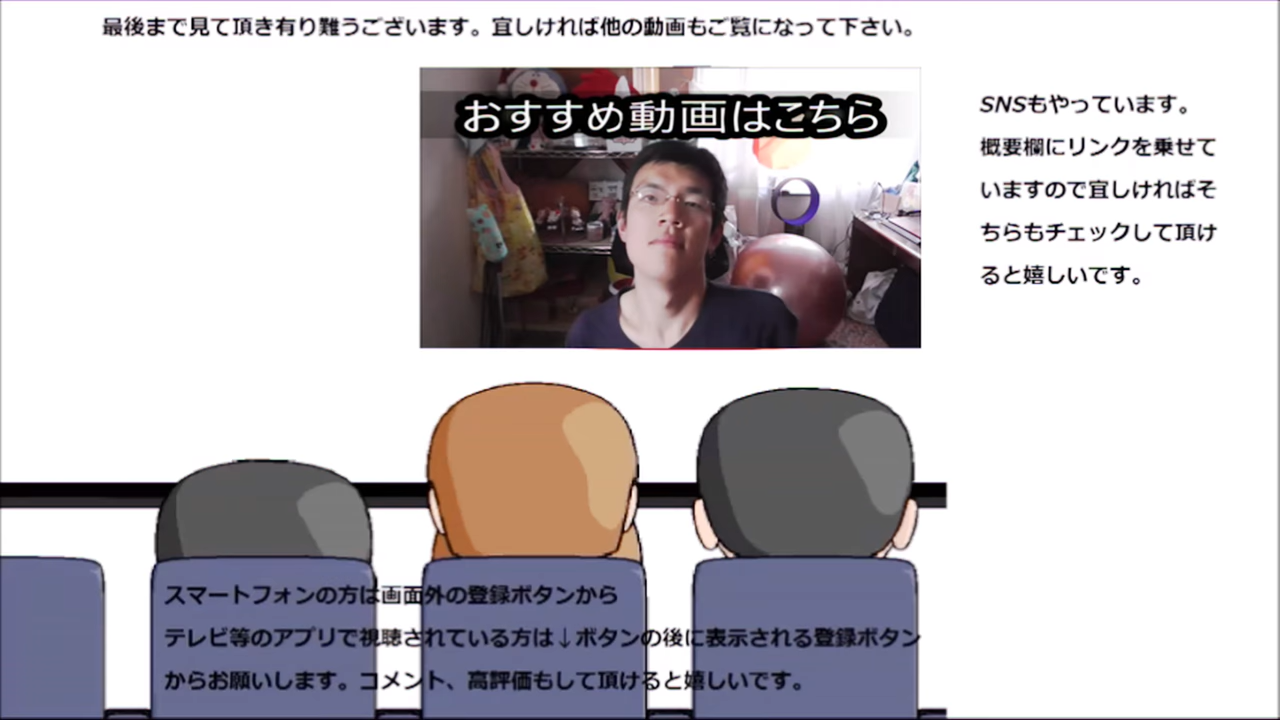 最後まで見て頂き有り難うございます。宜しければ他の動画もご覧になって下さい。
おすすめ動画はこちら
SNSもやっています。
概要欄にリンクを乗せて
いますので宜しければそ
ちらもチェックして頂け
ると嬉しいです。
スマートフォンの方は画面外の登録ボタンから
テレビ等のアプリで視聴されている方は↓ボタンの後に表示される登録ボタン
からお願いします。コメント、高評価もして頂けると嬉しいです。